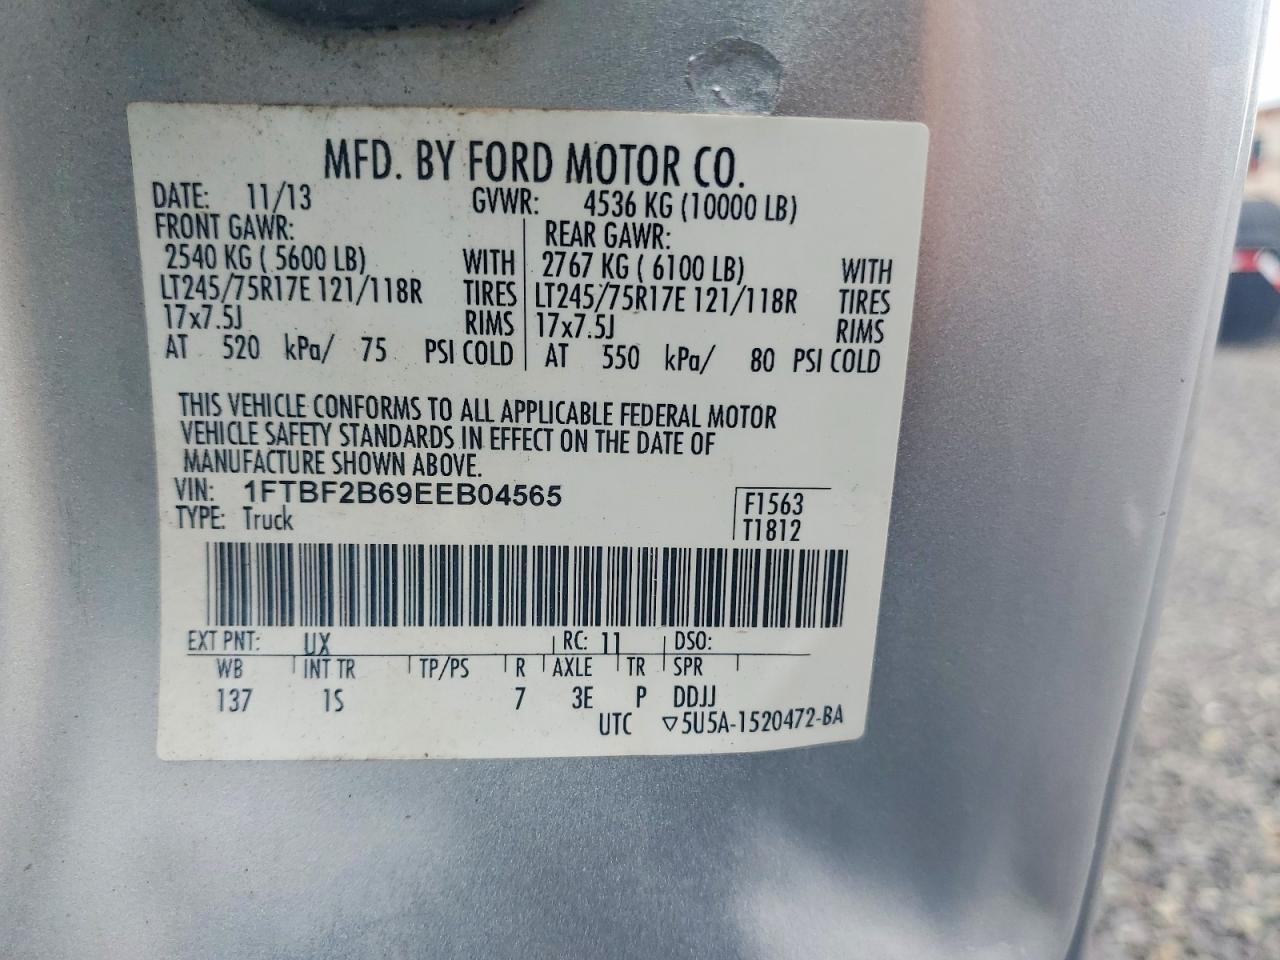 MFD. BY FORD MOTOR CO.
DATE: 11/13 GVWR: 4536 KG (10000 LB)
FRONT GAWR: REAR GAWR:
2540 KG ( 5600 LB) WITH 2767 KG ( 6100 LB) WITH
LT245/75R17E 121/118R TIRES LT245/75R17E 121/118R TIRES
17x7.5J RIMS 17x7.5J RIMS
AT 520 kPa/ 75 PSI COLD AT 550 kPa/ 80 PSI COLD
THIS VEHICLE CONFORMS TO ALL APPLICABLE FEDERAL MOTOR
VEHICLE SAFETY STANDARDS IN EFFECT ON THE DATE OF
MANUFACTURE SHOWN ABOVE.
VIN: 1FTBF2B69EEB04565 F1563
TYPE: Truck T1812
EXT PNT: UX RC: 11 DSO:
WB INT TR TP/PS R AXLE TR SPR
137 1S 7 3E P DDJJ
UTC ▽5U5A-1520472-BA